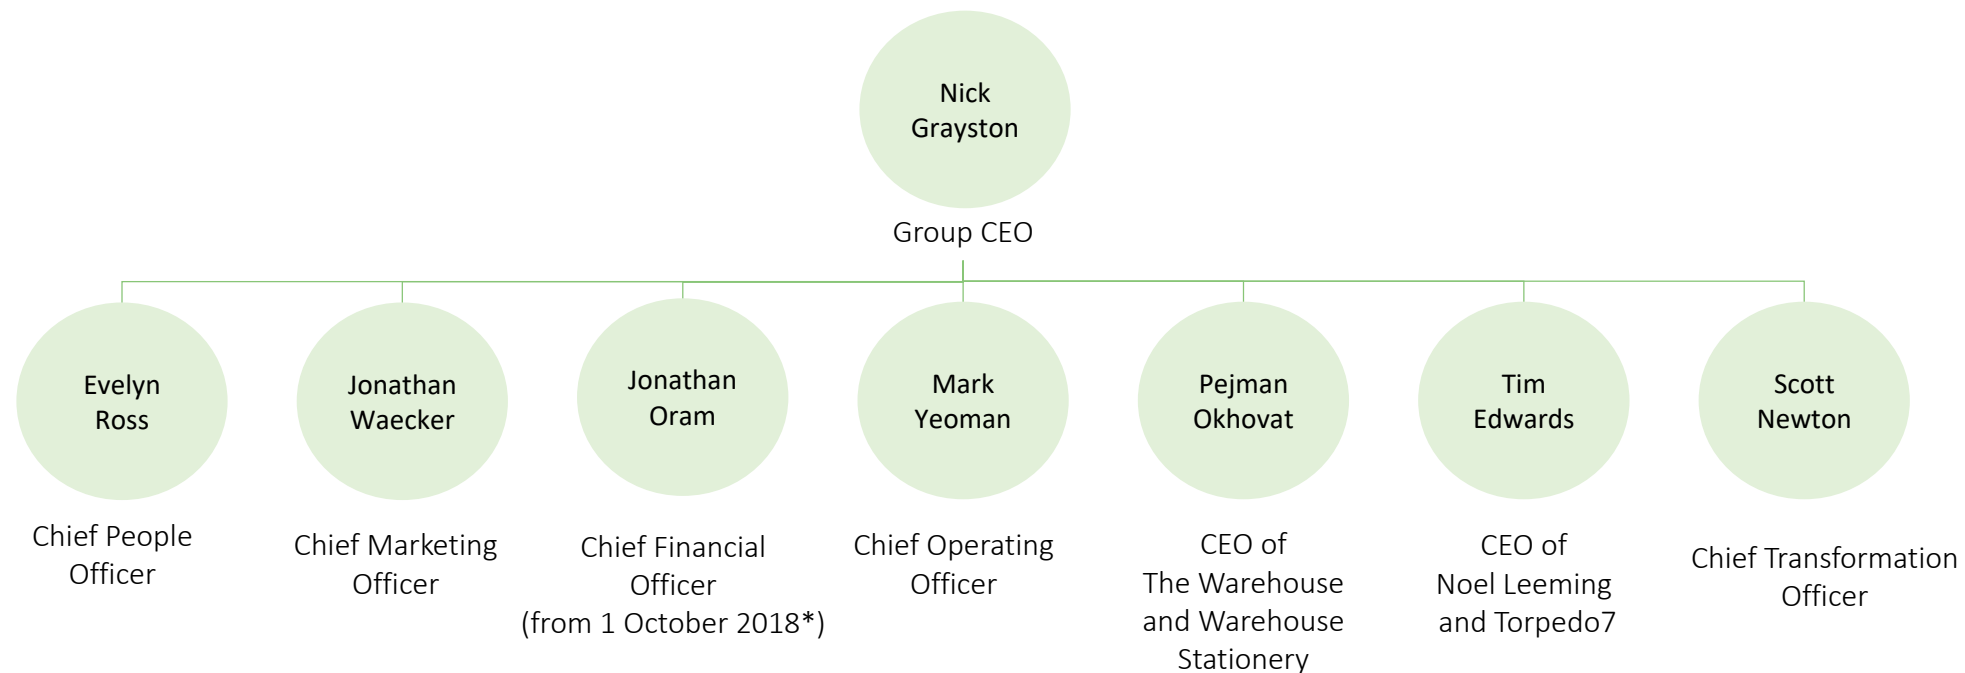 Nick
Grayston
Group CEO
Evelyn
Ross
Jonathan
Waecker
Jonathan
Oram
Mark
Yeoman
Pejman
Okhovat
Tim
Edwards
Scott
Newton
Chief People
Officer
Chief Marketing
Officer
Chief Financial
Officer
(from 1 October 2018*)
Chief Operating
Officer
CEO of
The Warehouse
and Warehouse
Stationery
CEO of
Noel Leeming
and Torpedo7
Chief Transformation
Officer